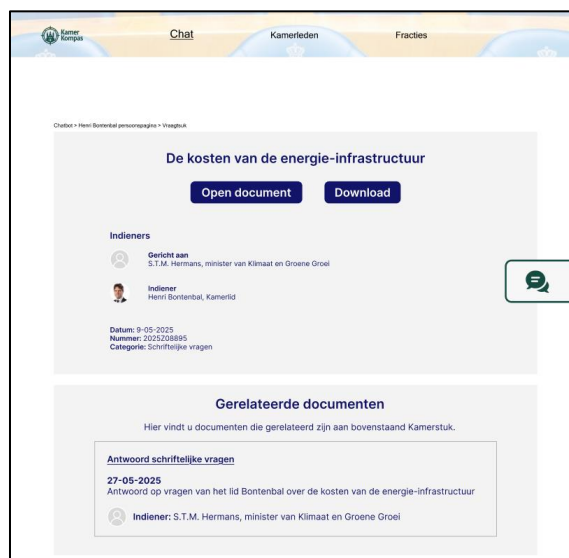 Kamer
Kompas
Chat
Kamerleden
Fracties
Chatbot > Henri Bontenbal persoonspagina > Vraagtsuk
De kosten van de energie-infrastructuur
Open document
Download
Indieners
Gericht aan
S.T.M. Hermans, minister van Klimaat en Groene Groei
Indiener
Henri Bontenbal, Kamerlid
Datum: 9-05-2025
Nummer: 2025Z08895
Categorie: Schriftelijke vragen
Gerelateerde documenten
Hier vindt u documenten die gerelateerd zijn aan bovenstaand Kamerstuk.
Antwoord schriftelijke vragen
27-05-2025
Antwoord op vragen van het lid Bontenbal over de kosten van de energie-infrastructuur
Indiener: S.T.M. Hermans, minister van Klimaat en Groene Groei